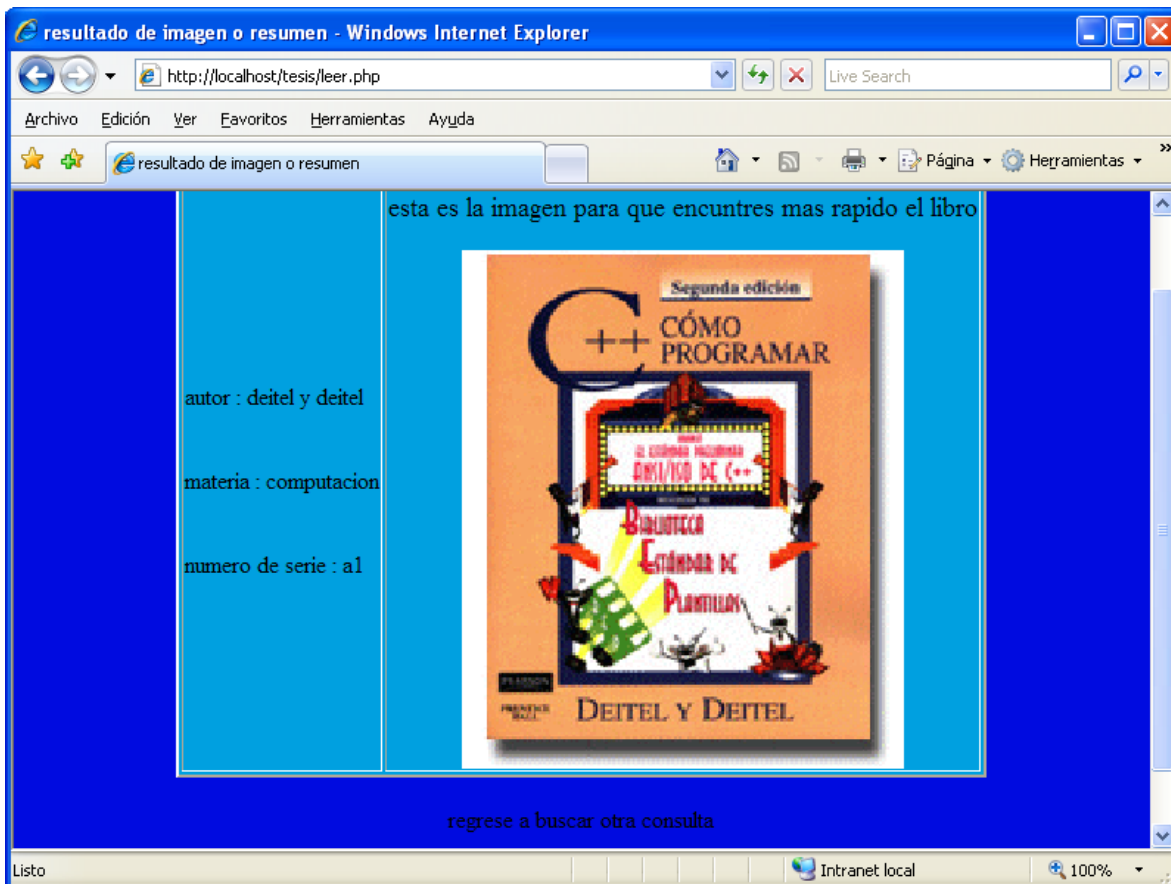 resultado de imagen o resumen - Windows Internet Explorer
http://localhost/tesis/leer.php
Live Search
Archivo Edición Ver Favoritos Herramientas Ayuda
resultado de imagen o resumen
Página Herramientas
esta es la imagen para que encuntres mas rapido el libro
Segunda edición
C++ CÓMO
PROGRAMAR
autor : deitel y deitel
ANSI/ISO DE C++
materia : computacion
BIBLIOTECA
ESTÁNDAR DE
PLANTILLAS
numero de serie : a1
PEARSON
PRENTICE
HALL
DEITEL Y DEITEL
regrese a buscar otra consulta
Listo
Intranet local
100%